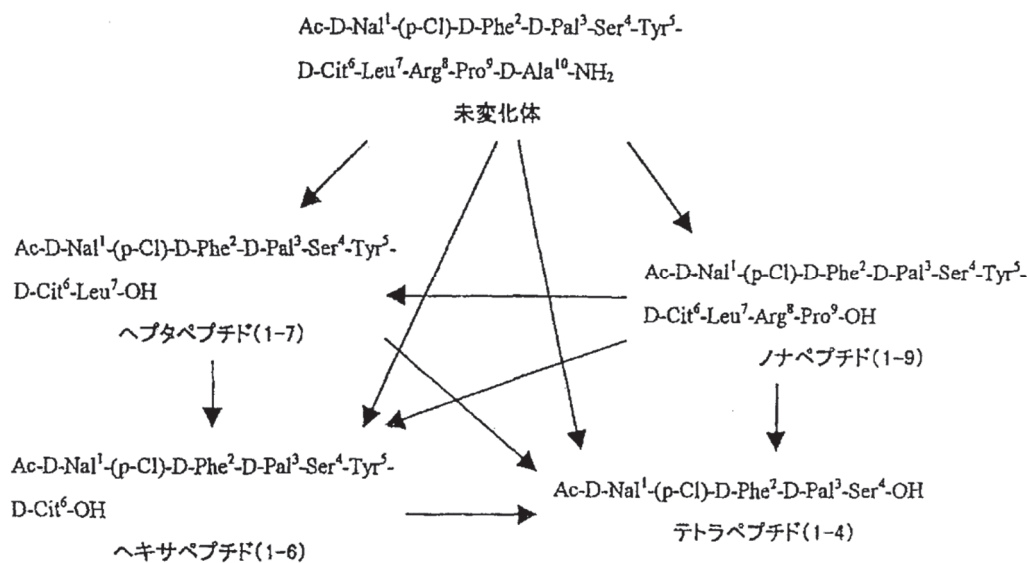 Ac-D-Nal¹-(p-Cl)-D-Phe²-D-Pal³-Ser⁴-Tyr⁵-
D-Cit⁶-Leu⁷-Arg⁸-Pro⁹-D-Ala¹⁰-NH₂
未変化体
Ac-D-Nal¹-(p-Cl)-D-Phe²-D-Pal³-Ser⁴-Tyr⁵-
D-Cit⁶-Leu⁷-OH
ヘプタペプチド(1-7)
Ac-D-Nal¹-(p-Cl)-D-Phe²-D-Pal³-Ser⁴-Tyr⁵-
D-Cit⁶-Leu⁷-Arg⁸-Pro⁹-OH
ノナペプチド(1-9)
Ac-D-Nal¹-(p-Cl)-D-Phe²-D-Pal³-Ser⁴-Tyr⁵-
D-Cit⁶-OH
ヘキサペプチド(1-6)
Ac-D-Nal¹-(p-Cl)-D-Phe²-D-Pal³-Ser⁴-OH
テトラペプチド(1-4)